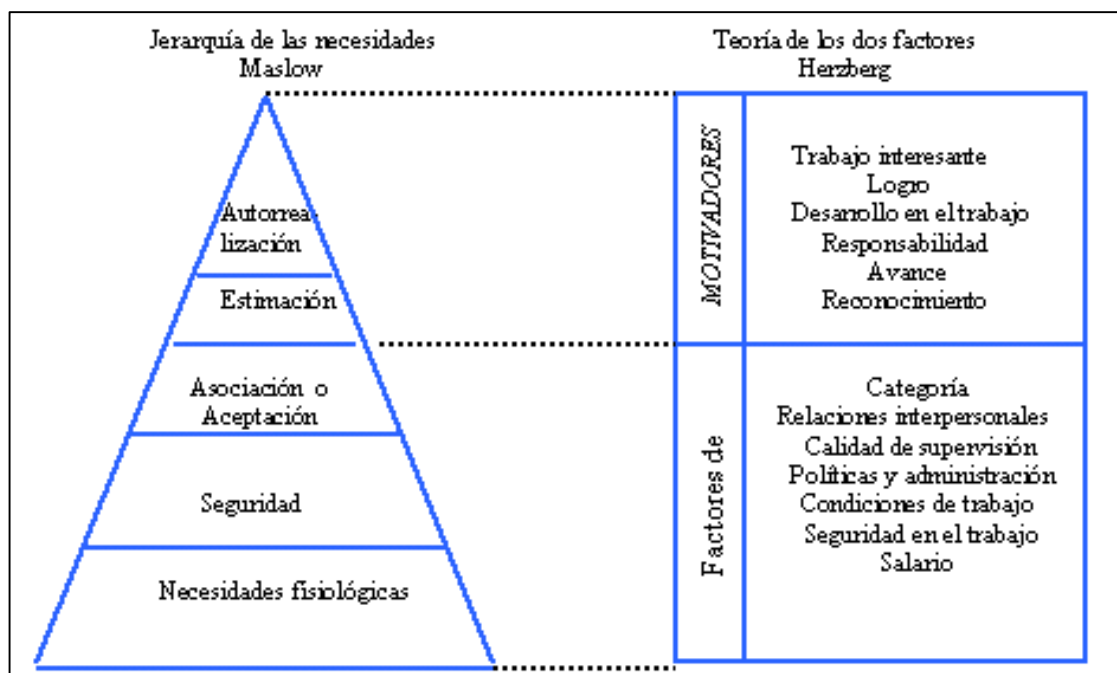 Jerarquía de las necesidades
Maslow
Autorrea-
lización
Estimación
Asociación o
Aceptación
Seguridad
Necesidades fisiológicas
Teoría de los dos factores
Herzberg
MOTIVADORES
Trabajo interesante
Logro
Desarrollo en el trabajo
Responsabilidad
Avance
Reconocimiento
Factores de
Categoría
Relaciones interpersonales
Calidad de supervisión
Políticas y administración
Condiciones de trabajo
Seguridad en el trabajo
Salario